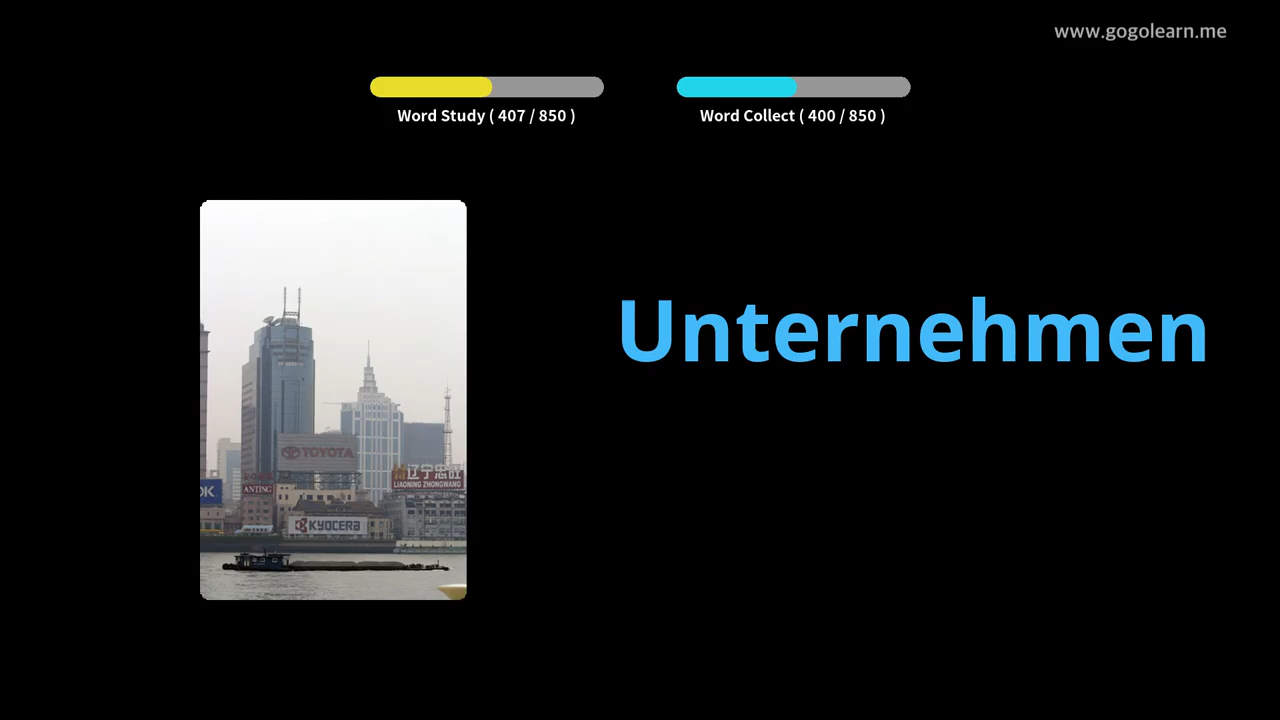 www.gogolearn.me
Word Study ( 407 / 850 )
Word Collect ( 400 / 850 )
Unternehmen
TOYOTA
辽宁忠旺
LIAONING ZHONGWANG
OK
ANTING
KYOCERA